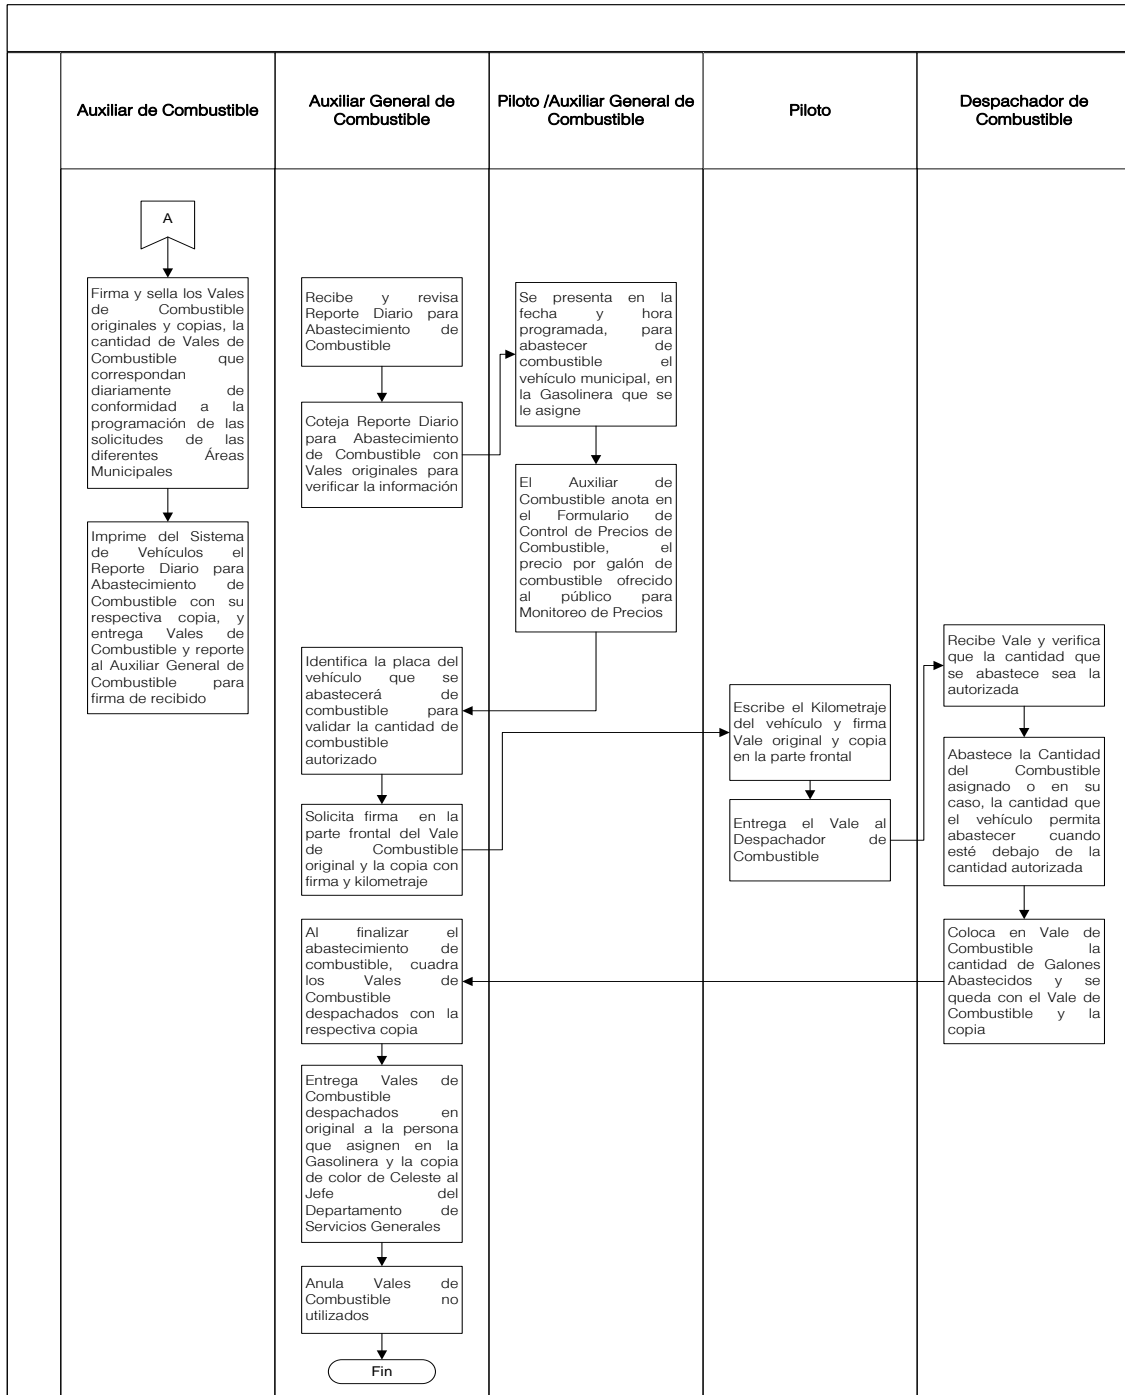 Auxiliar de Combustible
Auxiliar General de
Combustible
Piloto /Auxiliar General de
Combustible
Piloto
Despachador de
Combustible
A
Firma y sella los Vales
de Combustible
originales y copias, la
cantidad de Vales de
Combustible que
correspondan
diariamente de
conformidad a la
programación de las
solicitudes de las
diferentes Áreas
Municipales
Imprime del Sistema
de Vehículos el
Reporte Diario para
Abastecimiento de
Combustible con su
respectiva copia, y
entrega Vales de
Combustible y reporte
al Auxiliar General de
Combustible para
firma de recibido
Recibe y revisa
Reporte Diario para
Abastecimiento de
Combustible
Coteja Reporte Diario
para Abastecimiento
de Combustible con
Vales originales para
verificar la información
Se presenta en la
fecha y hora
programada, para
abastecer de
combustible el
vehículo municipal, en
la Gasolinera que se
le asigne
El Auxiliar de
Combustible anota en
el Formulario de
Control de Precios de
Combustible, el
precio por galón de
combustible ofrecido
al público para
Monitoreo de Precios
Identifica la placa del
vehículo que se
abastecerá de
combustible para
validar la cantidad de
combustible
autorizado
Solicita firma en la
parte frontal del Vale
de Combustible
original y la copia con
firma y kilometraje
Escribe el Kilometraje
del vehículo y firma
Vale original y copia
en la parte frontal
Entrega el Vale al
Despachador de
Combustible
Recibe Vale y verifica
que la cantidad que
se abastece sea la
autorizada
Abastece la Cantidad
del Combustible
asignado o en su
caso, la cantidad que
el vehículo permita
abastecer cuando
esté debajo de la
cantidad autorizada
Coloca en Vale de
Combustible la
cantidad de Galones
Abastecidos y se
queda con el Vale de
Combustible y la
copia
Al finalizar el
abastecimiento de
combustible, cuadra
los Vales de
Combustible
despachados con la
respectiva copia
Entrega Vales de
Combustible
despachados en
original a la persona
que asignen en la
Gasolinera y la copia
de color de Celeste al
Jefe del
Departamento de
Servicios Generales
Anula Vales de
Combustible no
utilizados
Fin